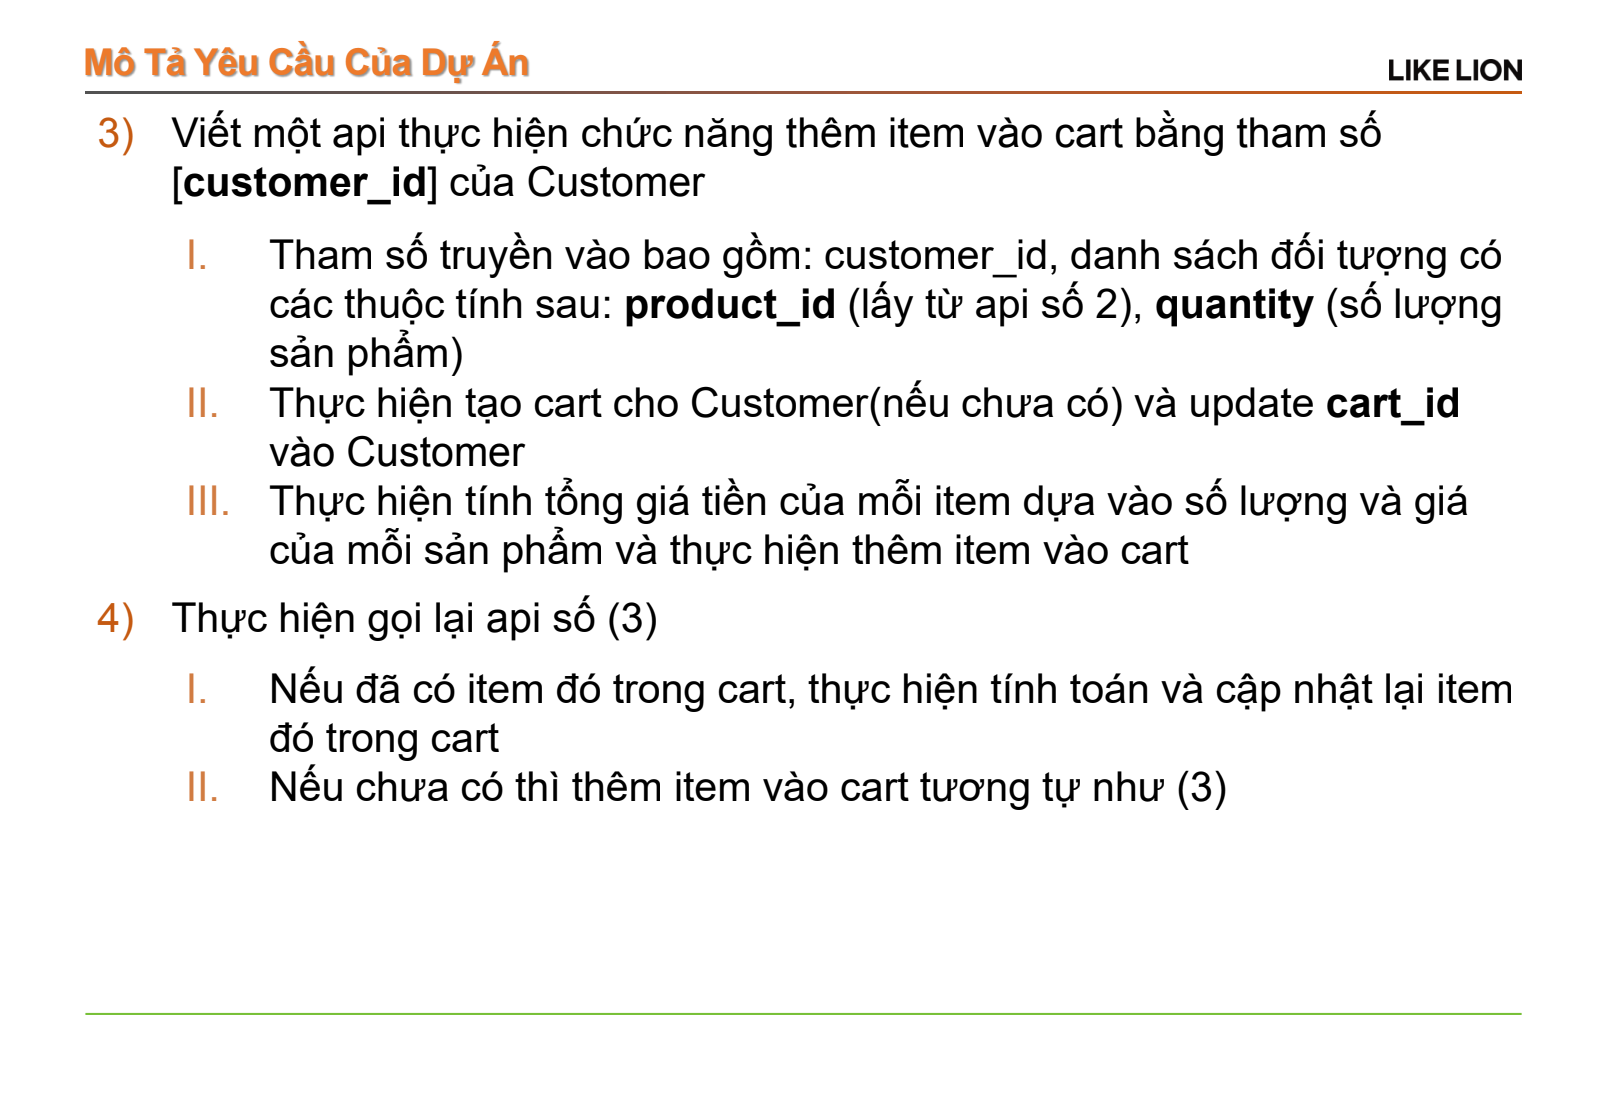 Mô Tả Yêu Cầu Của Dự Án
LIKE LION
3) Viết một api thực hiện chức năng thêm item vào cart bằng tham số
[customer_id] của Customer
I. Tham số truyền vào bao gồm: customer_id, danh sách đối tượng có
các thuộc tính sau: product_id (lấy từ api số 2), quantity (số lượng
sản phẩm)
II. Thực hiện tạo cart cho Customer(nếu chưa có) và update cart_id
vào Customer
III. Thực hiện tính tổng giá tiền của mỗi item dựa vào số lượng và giá
của mỗi sản phẩm và thực hiện thêm item vào cart
4) Thực hiện gọi lại api số (3)
I. Nếu đã có item đó trong cart, thực hiện tính toán và cập nhật lại item
đó trong cart
II. Nếu chưa có thì thêm item vào cart tương tự như (3)